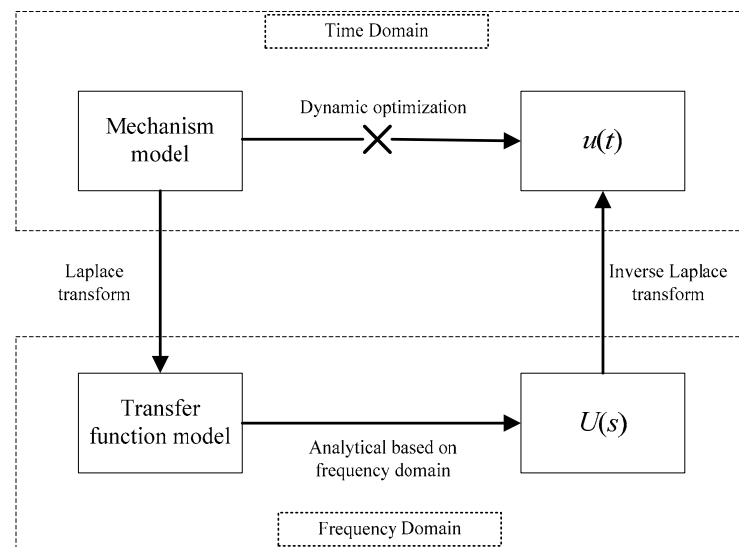 Time Domain
Dynamic optimization
Mechanism
model
u(t)
Laplace
transform
Inverse Laplace
transform
Transfer
function model
U(s)
Analytical based on
frequency domain
Frequency Domain